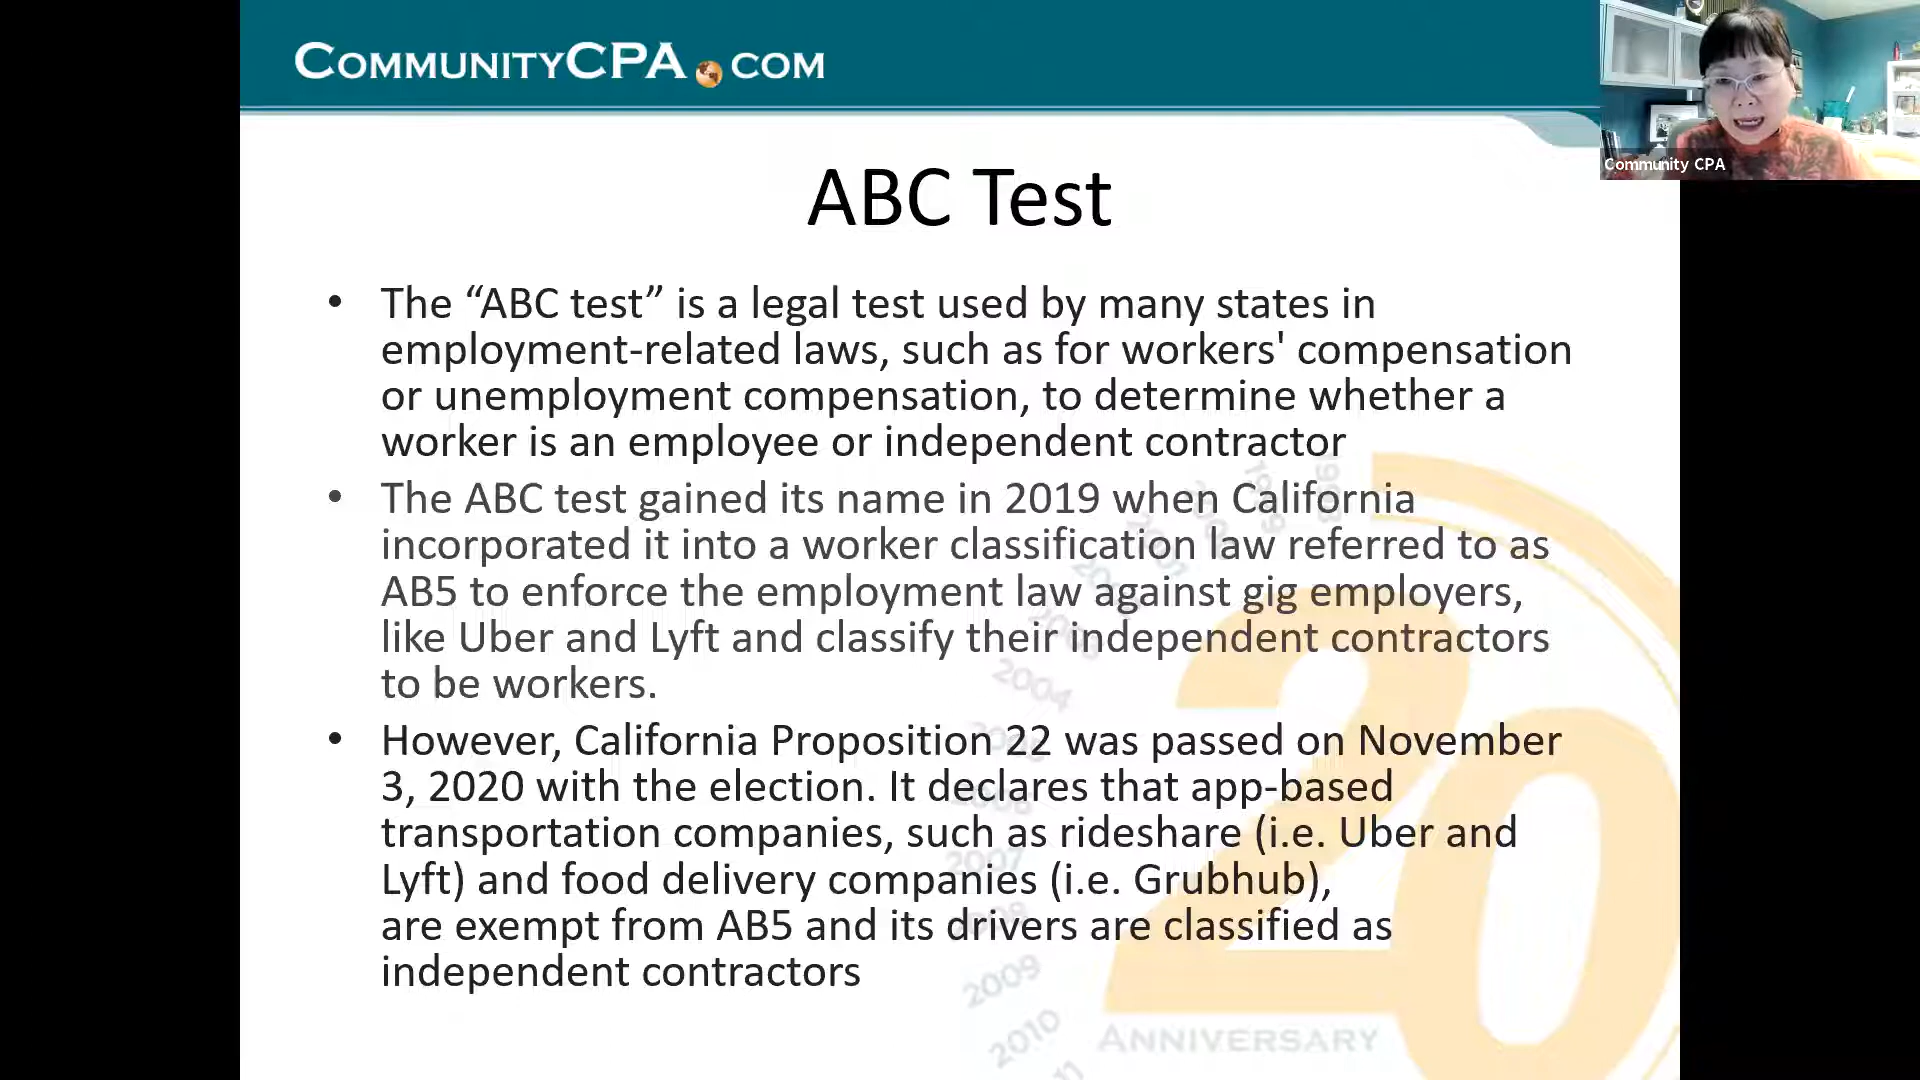 COMMUNITYCPA.COM
Community CPA
ABC Test
• The “ABC test” is a legal test used by many states in
employment-related laws, such as for workers' compensation
or unemployment compensation, to determine whether a
worker is an employee or independent contractor
• The ABC test gained its name in 2019 when California
incorporated it into a worker classification law referred to as
AB5 to enforce the employment law against gig employers,
like Uber and Lyft and classify their independent contractors
to be workers.
• However, California Proposition 22 was passed on November
3, 2020 with the election. It declares that app-based
transportation companies, such as rideshare (i.e. Uber and
Lyft) and food delivery companies (i.e. Grubhub),
are exempt from AB5 and its drivers are classified as
independent contractors
1998
1999
2004
2007
2008
2009
2010
20
ANNIVERSARY